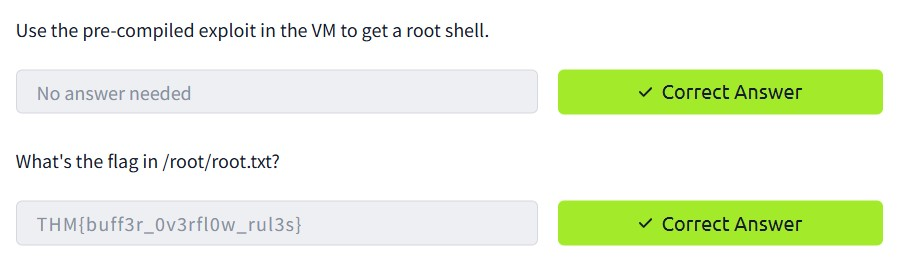 Use the pre-compiled exploit in the VM to get a root shell.
No answer needed
✓ Correct Answer
What's the flag in /root/root.txt?
THM{buff3r_0v3rfl0w_rul3s}
✓ Correct Answer